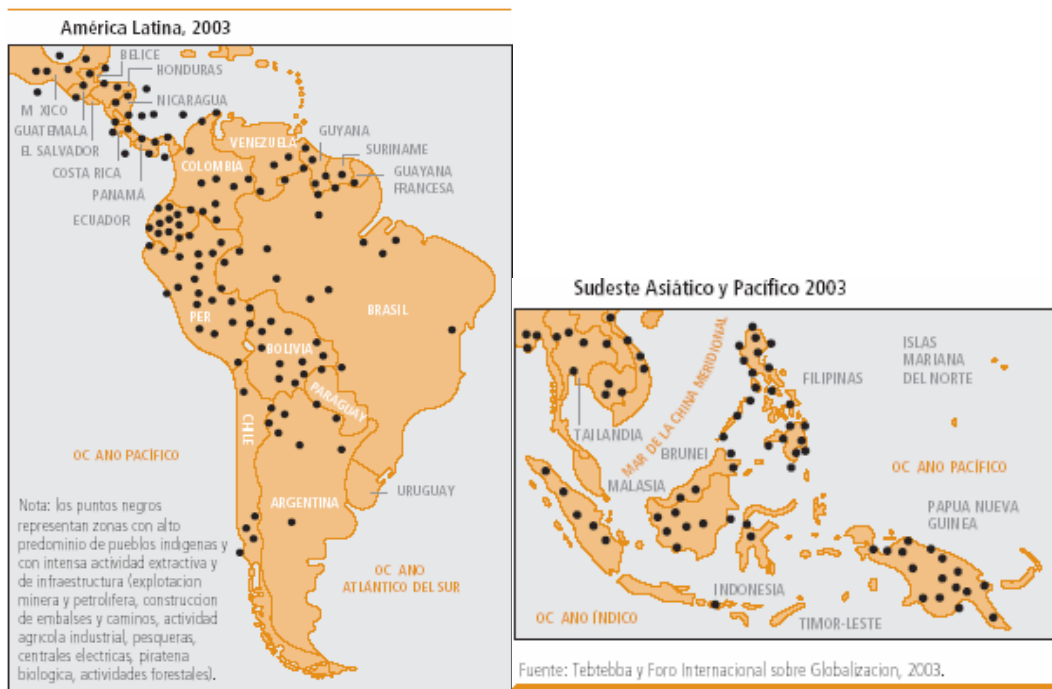 América Latina, 2003
BELICE
HONDURAS
M XICO
NICARAGUA
GUATEMALA
EL SALVADOR
COSTA RICA
PANAMÁ
VENEZUELA
GUYANA
SURINAME
GUAYANA
FRANCESA
COLOMBIA
ECUADOR
BRASIL
PER
BOLIVIA
PARAGUAY
CHILE
OC ANO PACÍFICO
URUGUAY
ARGENTINA
OC ANO
ATLÁNTICO DEL SUR
Nota: los puntos negros
representan zonas con alto
predominio de pueblos indigenas y
con intensa actividad extractiva y
de infraestructura (explotacion
minera y petrolifera, construccion
de embalses y caminos, actividad
agricola industrial, pesqueras,
centrales electricas, pirateria
biologica, actividades forestales).
Sudeste Asiático y Pacífico 2003
ISLAS
MARIANA
DEL NORTE
FILIPINAS
MAR DE LA CHINA MERIDIONAL
TAILANDIA
BRUNEI
MALASIA
OC ANO PACÍFICO
PAPUA NUEVA
GUINEA
INDONESIA
OC ANO ÍNDICO
TIMOR-LESTE
Fuente: Tebtebba y Foro Internacional sobre Globalizacion, 2003.